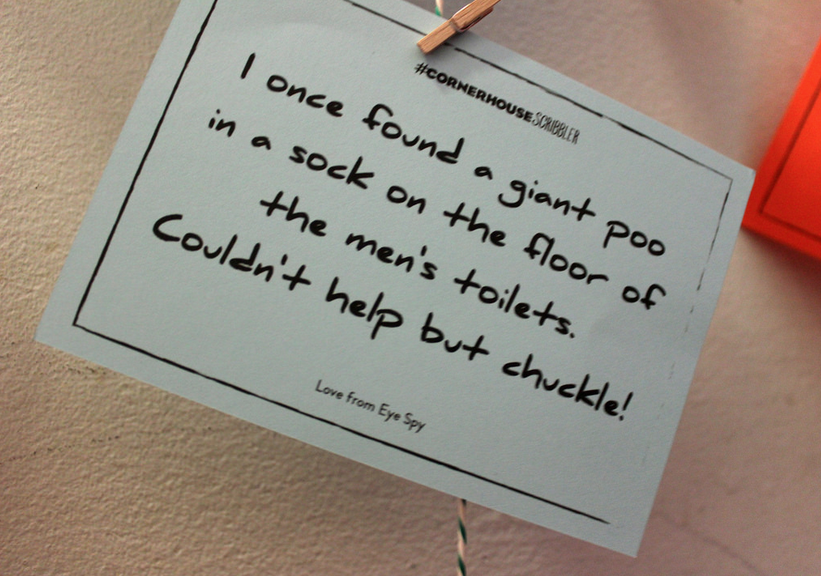 #CORNERHOUSESCRIBBLER
I once found a giant poo
in a sock on the floor of
the men's toilets.
Couldn't help but chuckle!
Love from Eye Spy